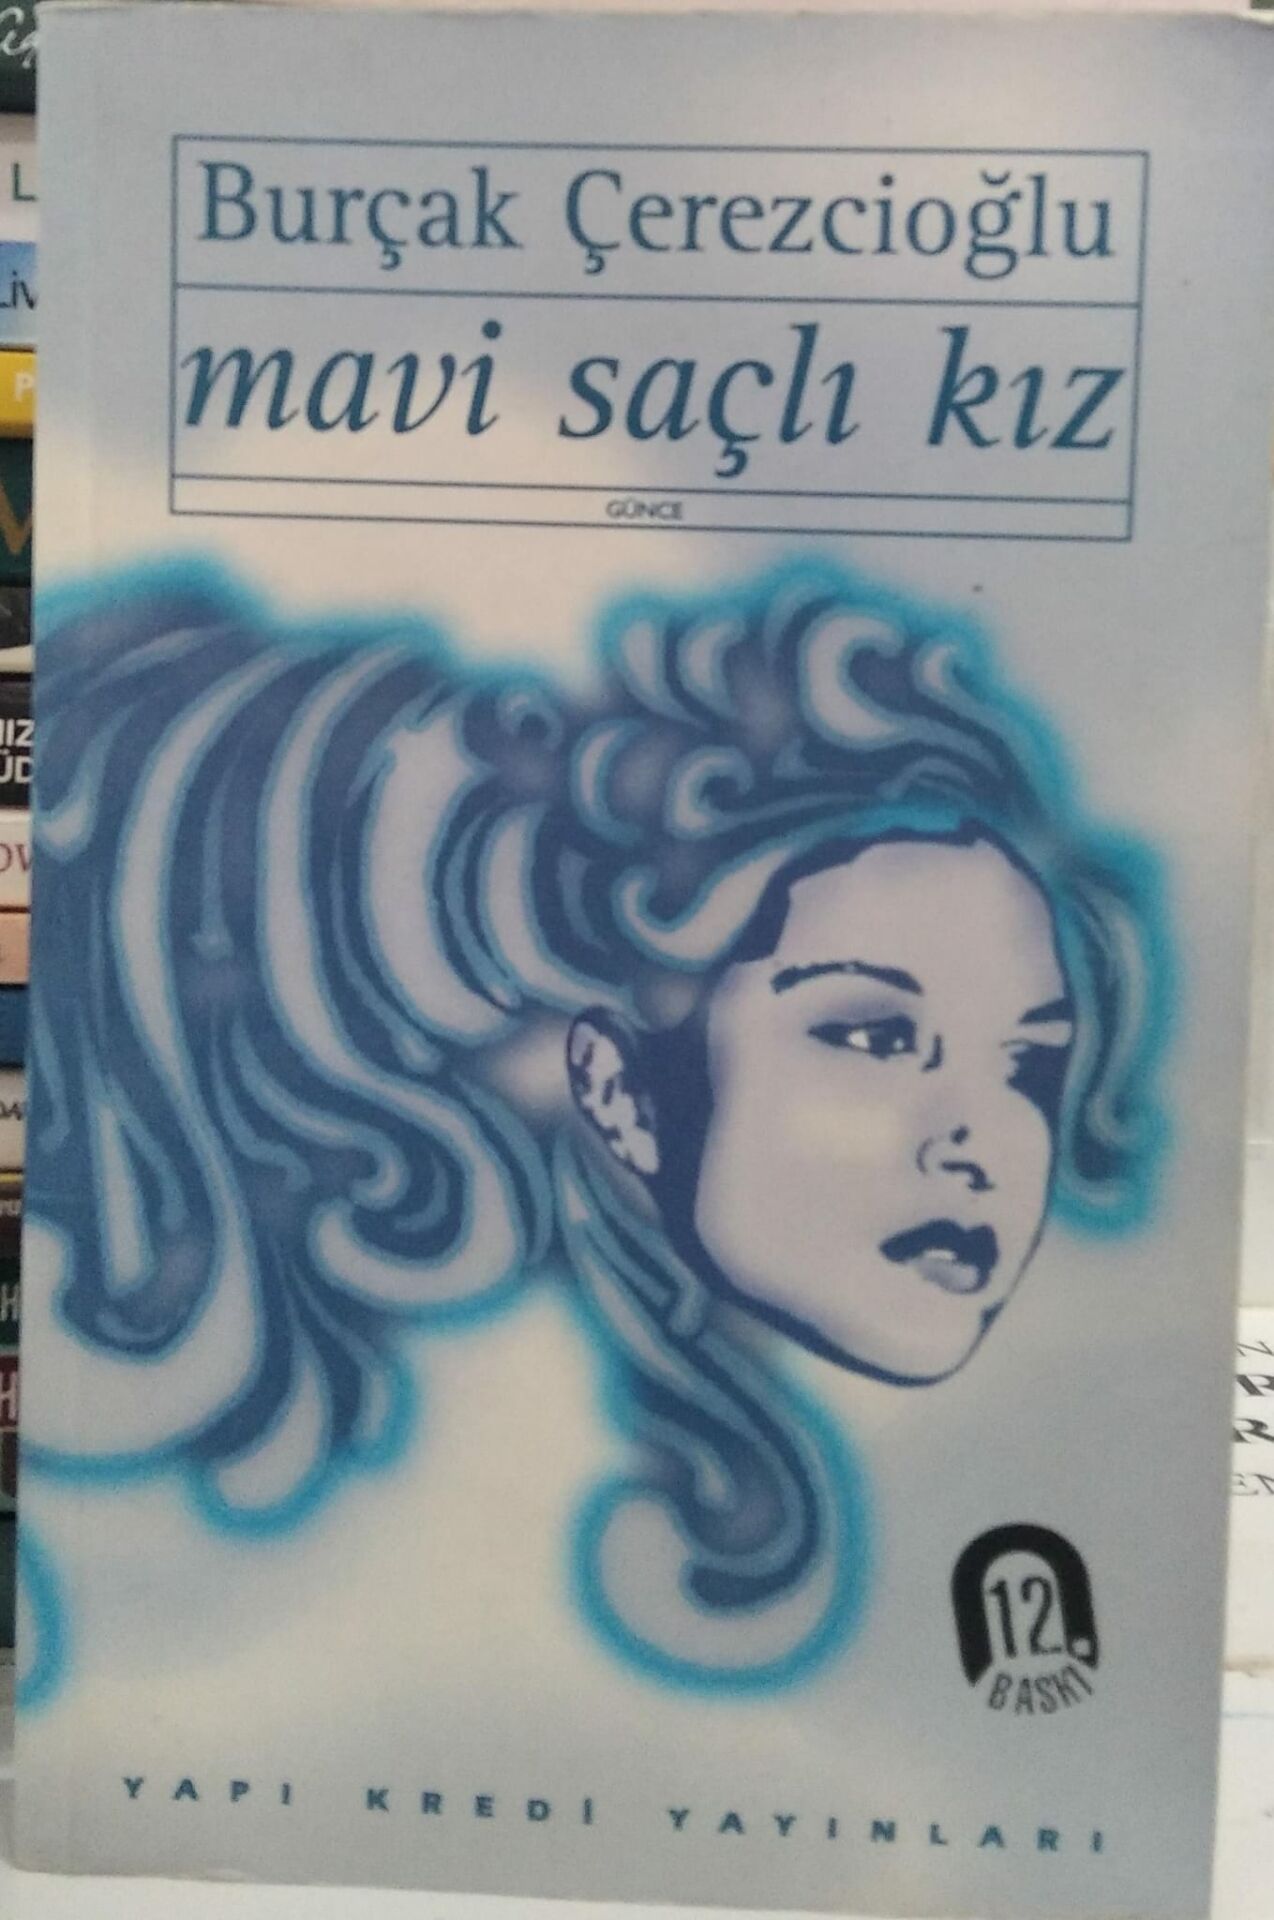 Burçak Çerezcioğlu
mavi saçlı kız
GÜNCE
12.
BASKI
YAPI KREDİ YAYINLARI